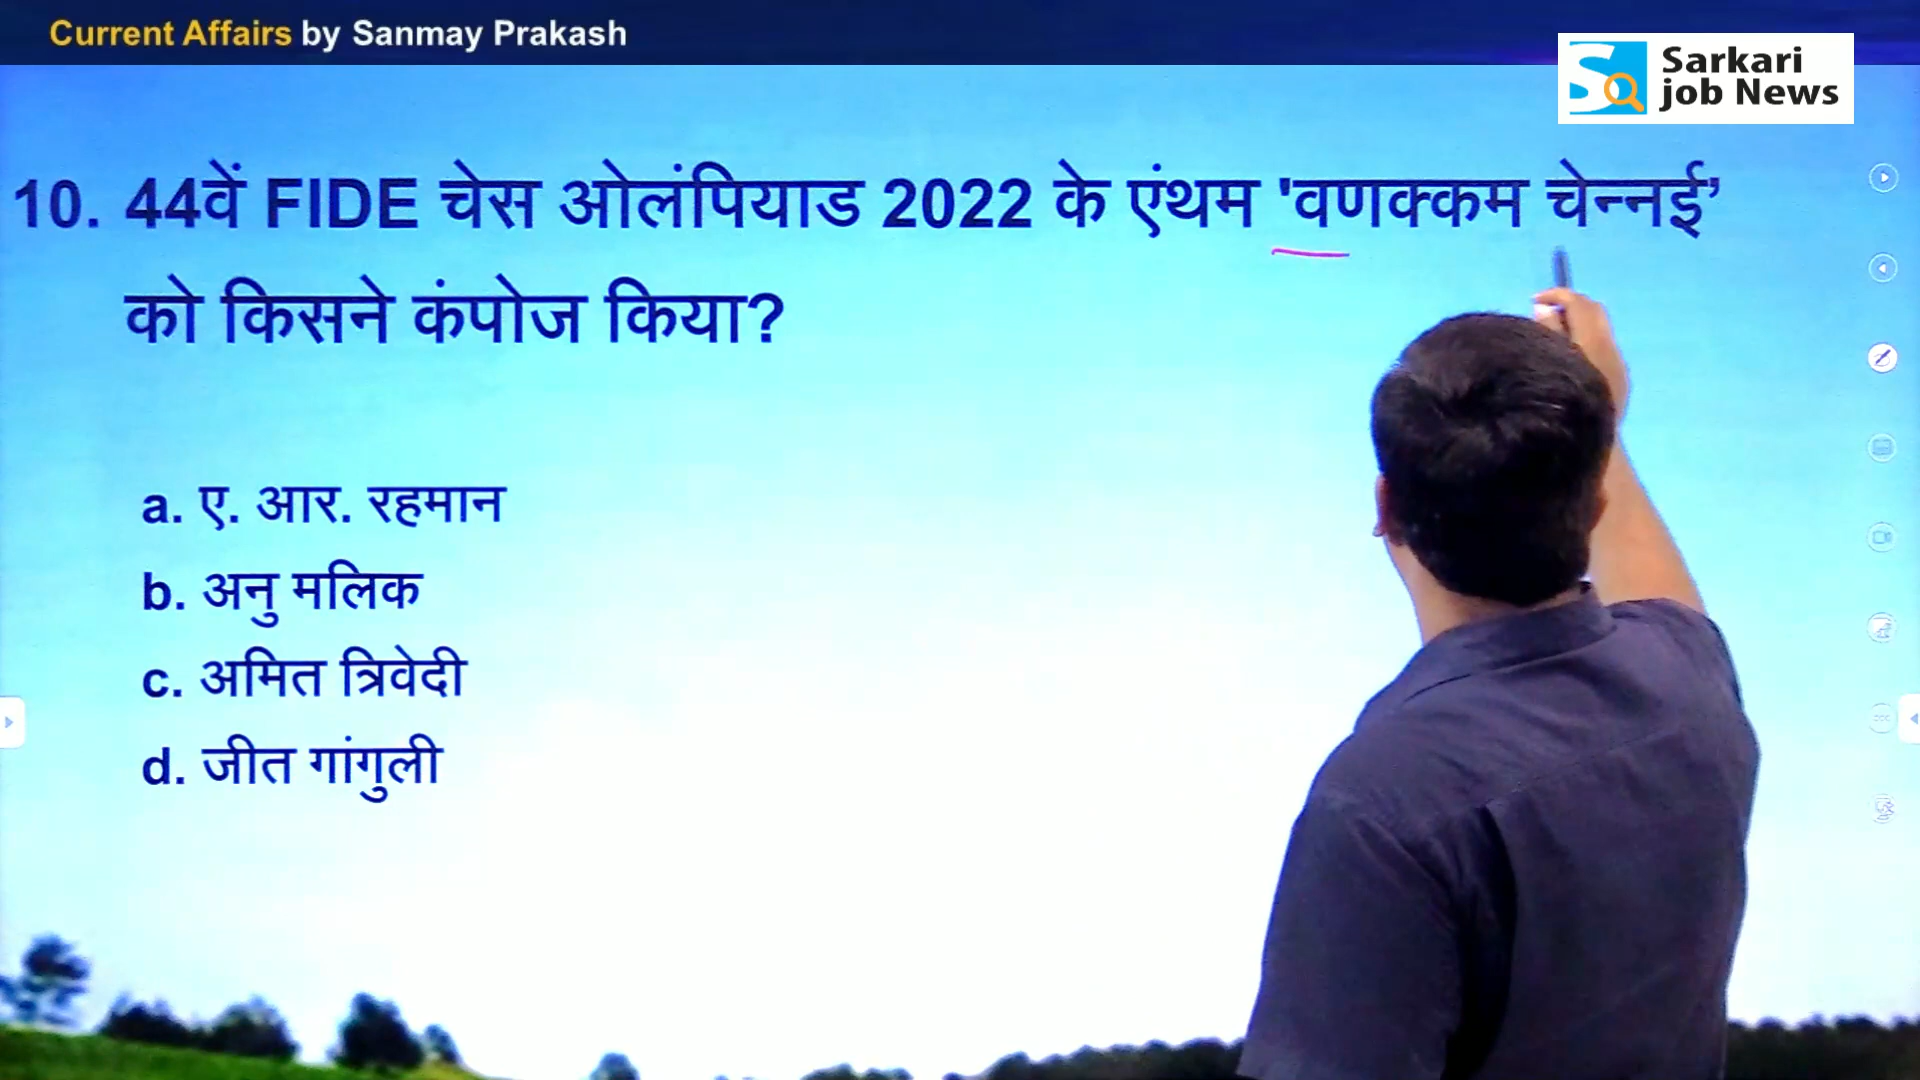 Current Affairs by Sanmay Prakash
Sarkari
job News
10. 44वें FIDE चेस ओलंपियाड 2022 के एंथम 'वणक्कम चेन्नई’
को किसने कंपोज किया?
a. ए. आर. रहमान
b. अनु मलिक
c. अमित त्रिवेदी
d. जीत गांगुली